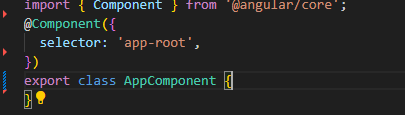 import { Component } from '@angular/core';
@Component({
selector: 'app-root',
})
export class AppComponent {
}